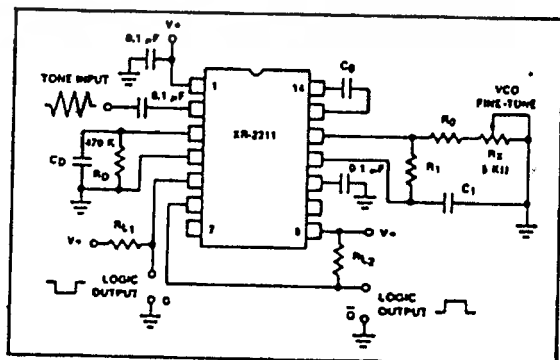 V+
0.1 µF
TONE INPUT
0.1 µF
1
14
XR-2211
VCO
FINE-TUNE
R0
RX
5 KΩ
470 K
CD
RD
R1
C1
0.1 µF
V+
RL1
7
8
V+
RL2
LOGIC
OUTPUT
Q
LOGIC
OUTPUT
Q̅